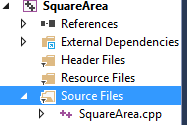 SquareArea
References
External Dependencies
Header Files
Resource Files
Source Files
SquareArea.cpp